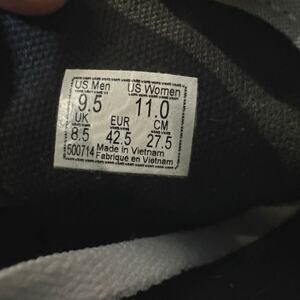 US Men US Women
9.5 11.0
UK EUR CM
8.5 42.5 27.5
500714 Made in Vietnam
Fabriqué en Vietnam